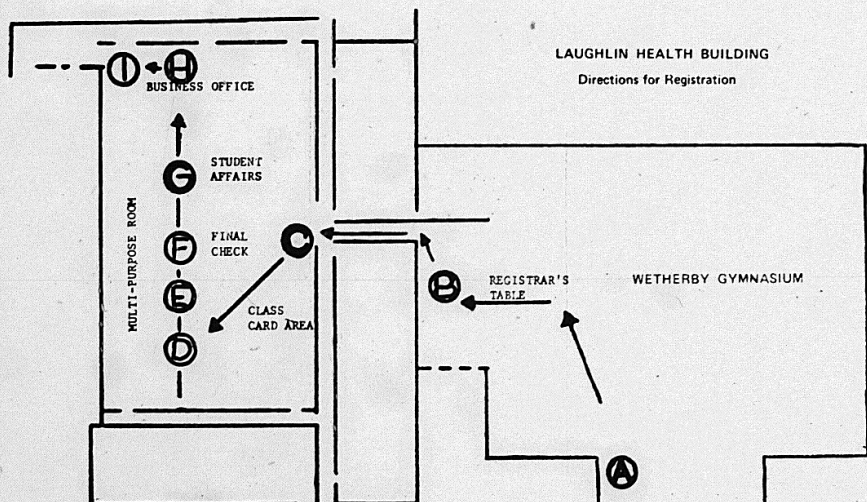 LAUGHLIN HEALTH BUILDING
Directions for Registration
I
H
BUSINESS OFFICE
G
STUDENT
AFFAIRS
MULTI-PURPOSE ROOM
F
FINAL
CHECK
C
E
CLASS
CARD AREA
D
B
REGISTRAR'S
TABLE
WETHERBY GYMNASIUM
A